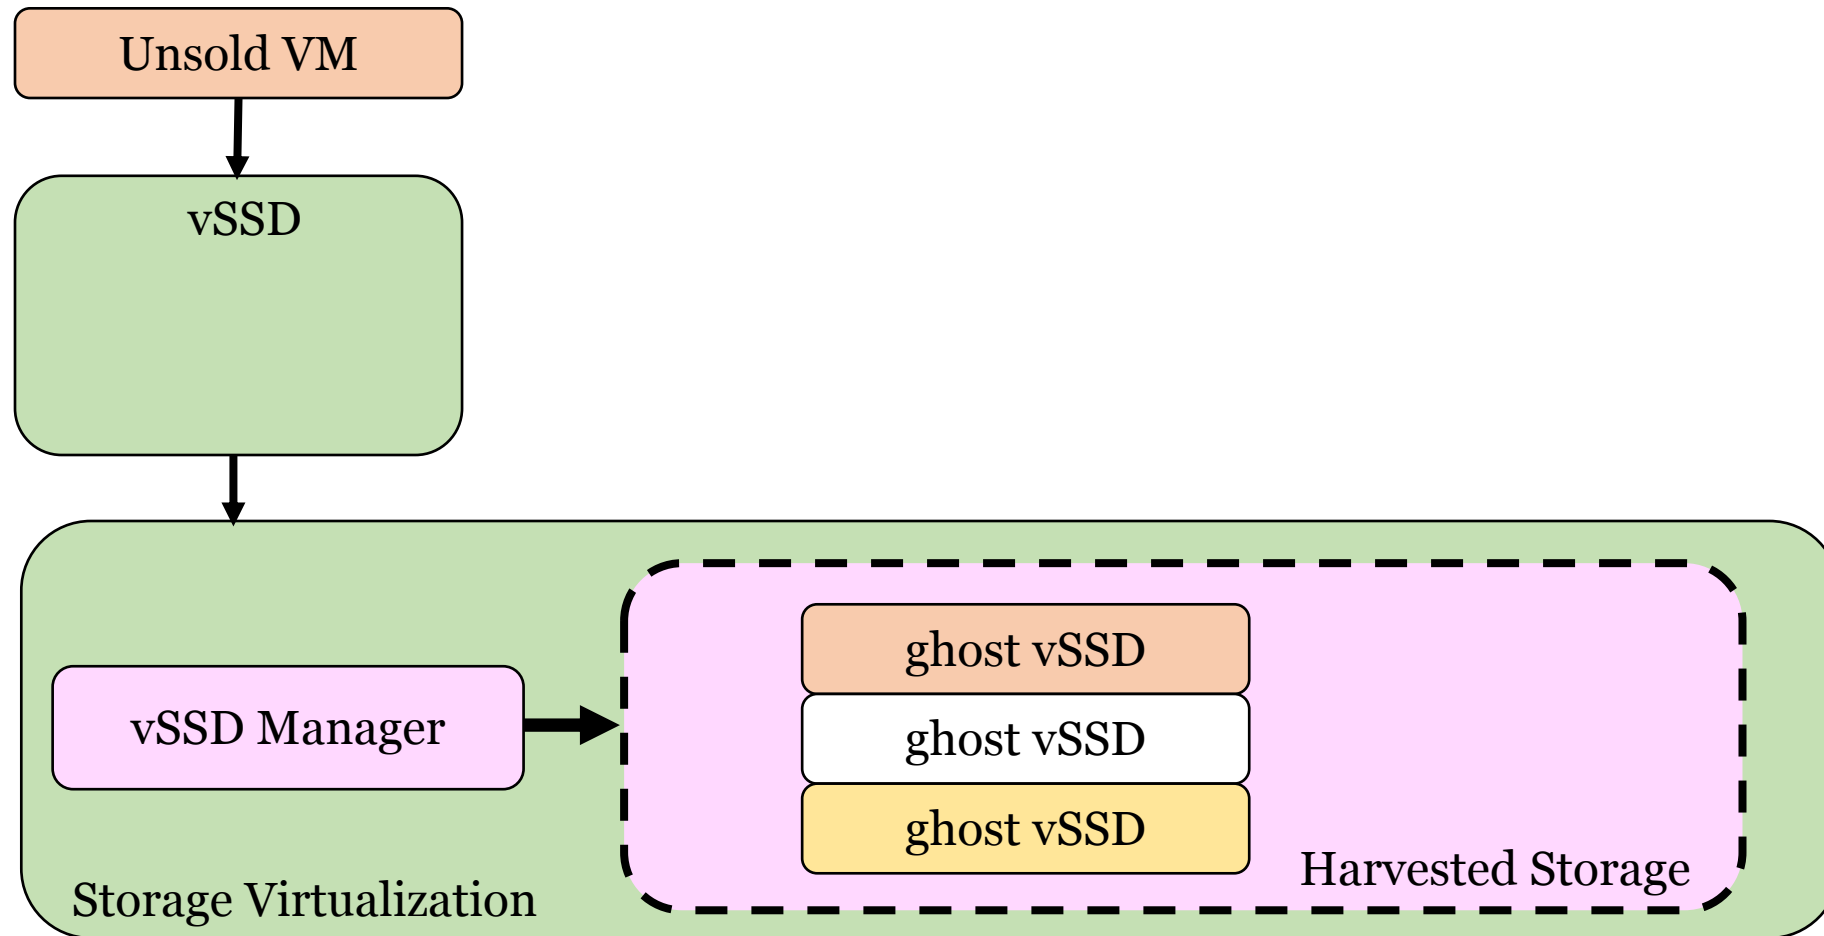 Unsold VM
vSSD
ghost vSSD
vSSD Manager
ghost vSSD
ghost vSSD
Harvested Storage
Storage Virtualization